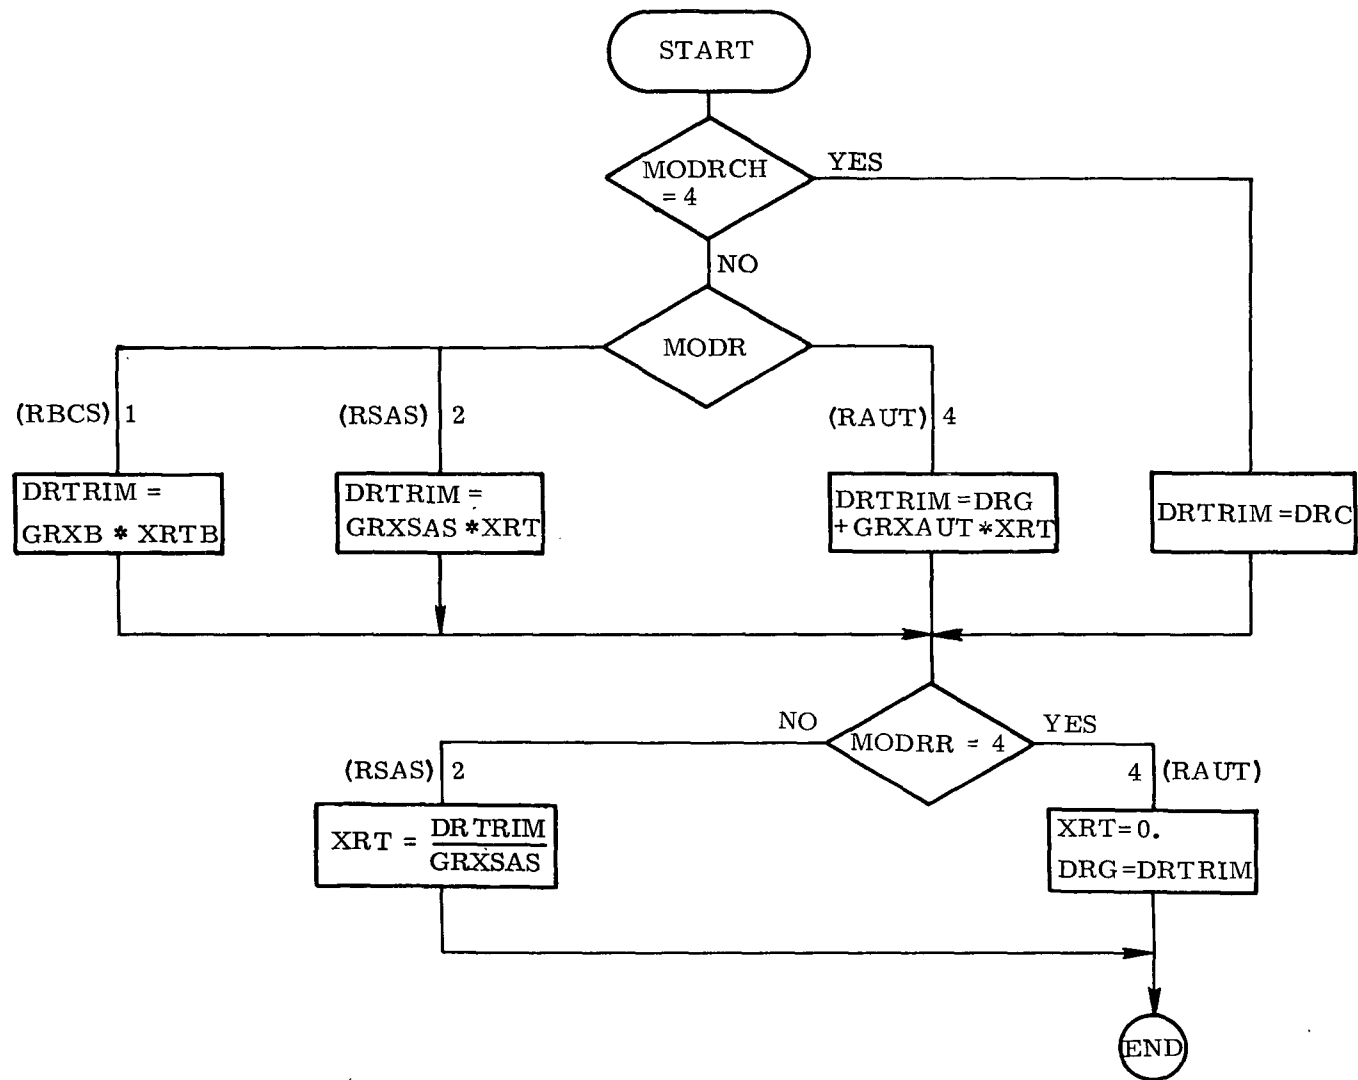 START
MODRCH
= 4
YES
NO
MODR
(RBCS) 1
(RSAS) 2
(RAUT) 4
DRTRIM =
GRXB * XRTB
DRTRIM =
GRXSAS *XRT
DRTRIM =DRG
+GRXAUT *XRT
DRTRIM =DRC
NO
MODRR = 4
YES
(RSAS) 2
4 (RAUT)
XRT = DRTRIM
GRXSAS
XRT=0.
DRG=DRTRIM
END